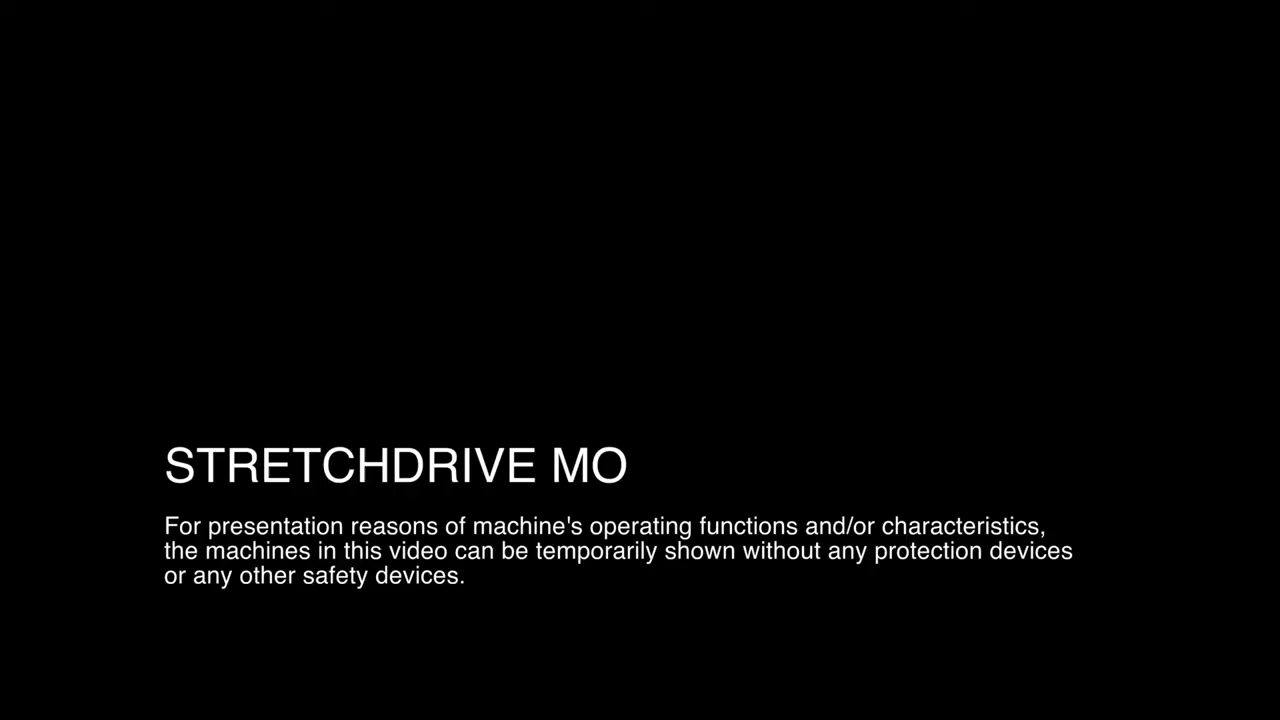 STRETCHDRIVE MO
For presentation reasons of machine's operating functions and/or characteristics,
the machines in this video can be temporarily shown without any protection devices
or any other safety devices.